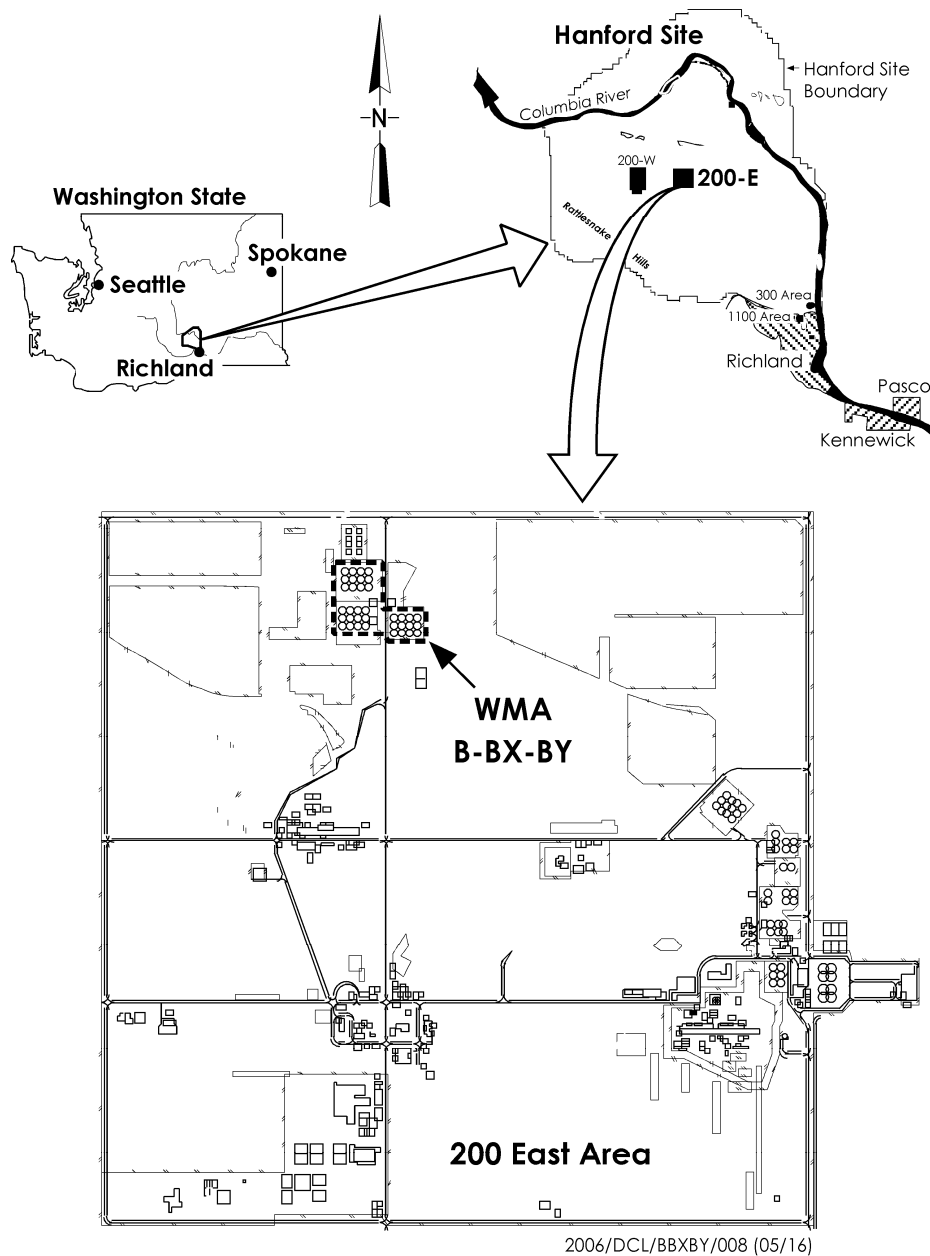 Hanford Site
Hanford Site
Boundary
Columbia River
N
200-W
200-E
Washington State
Rattlesnake
Hills
Spokane
Seattle
300 Area
1100 Area
Richland
Richland
Pasco
Kennewick
WMA
B-BX-BY
200 East Area
2006/DCL/BBXBY/008 (05/16)